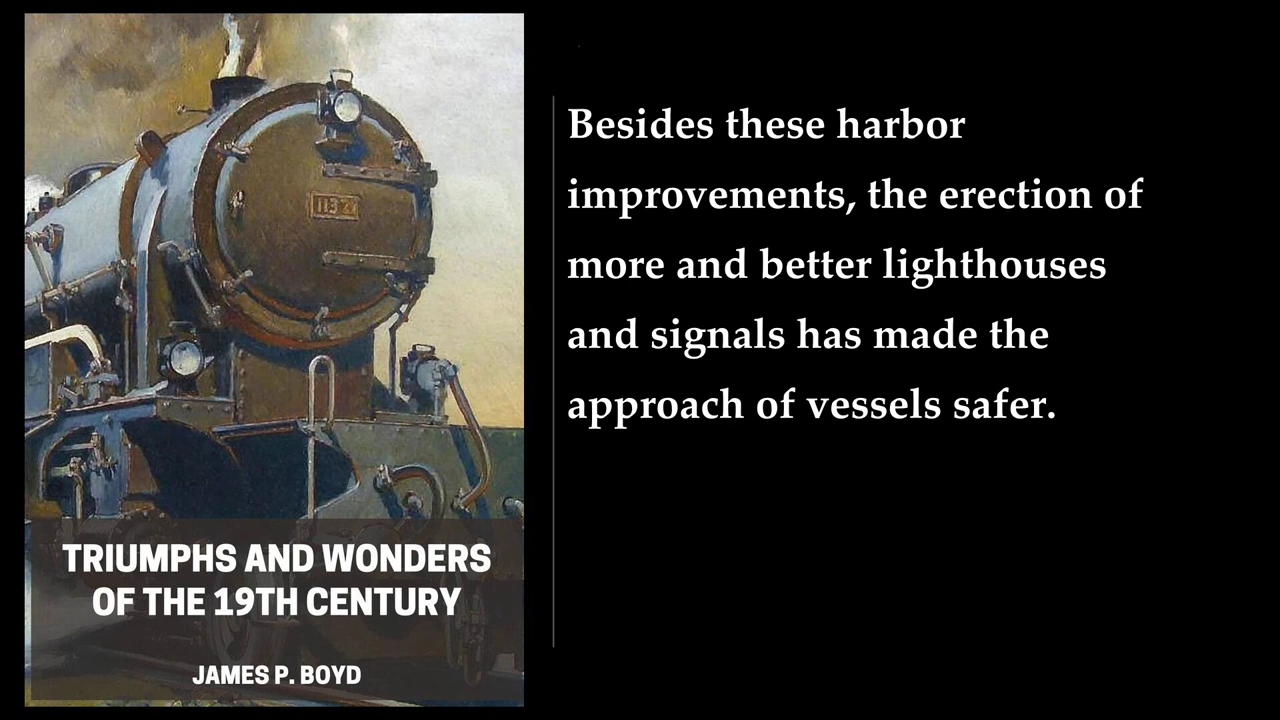 Besides these harbor
improvements, the erection of
more and better lighthouses
and signals has made the
approach of vessels safer.
TRIUMPHS AND WONDERS
OF THE 19TH CENTURY
JAMES P. BOYD